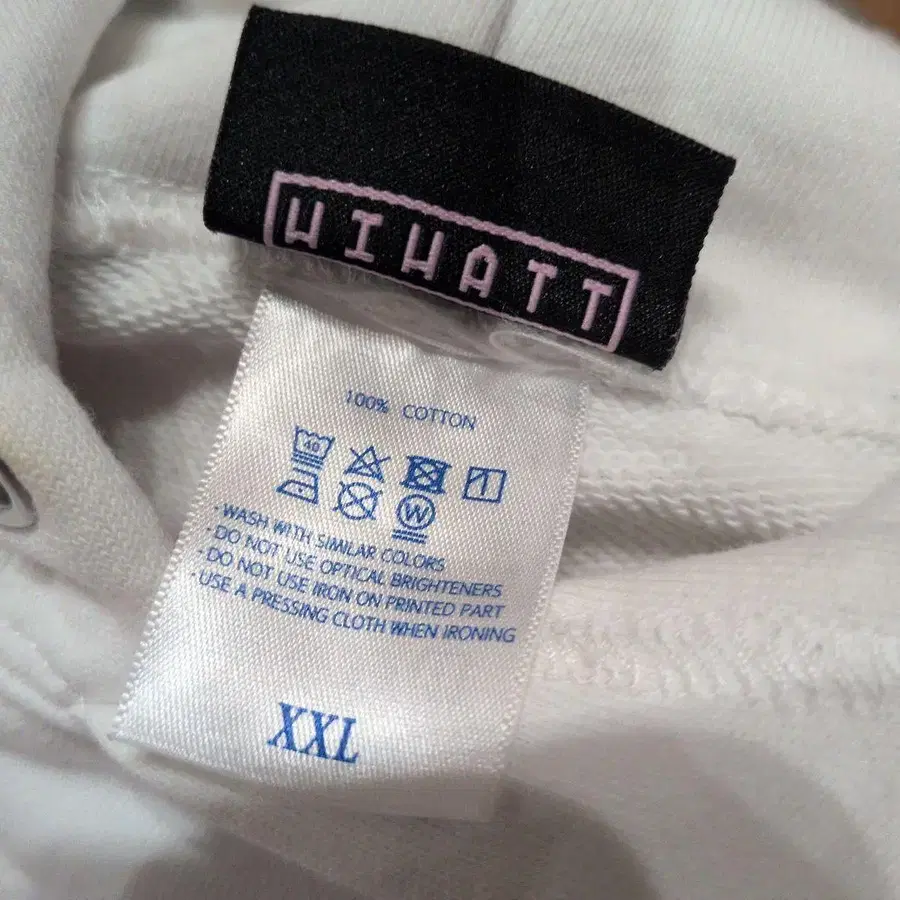 WIHATT
100% COTTON
40
W
· WASH WITH SIMILAR COLORS
· DO NOT USE OPTICAL BRIGHTENERS
· DO NOT USE IRON ON PRINTED PART
· USE A PRESSING CLOTH WHEN IRONING
XXL